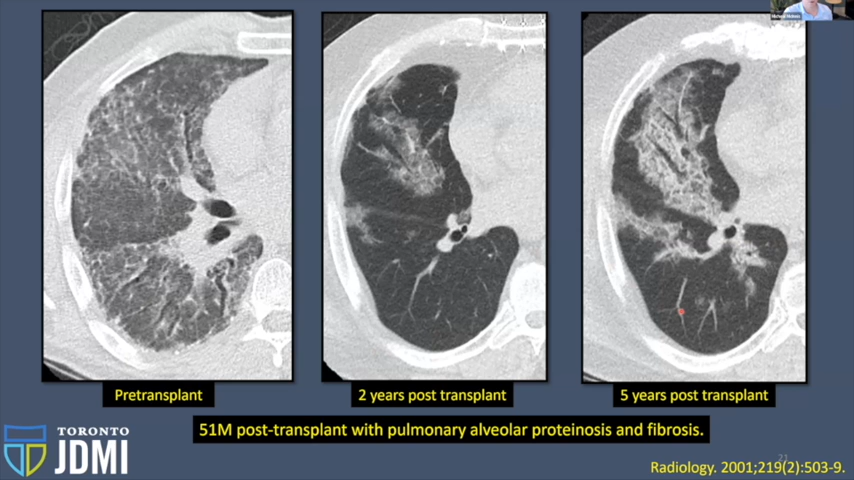 Pretransplant
2 years post transplant
5 years post transplant
51M post-transplant with pulmonary alveolar proteinosis and fibrosis.
TORONTO
JDMI
21
Radiology. 2001;219(2):503-9.